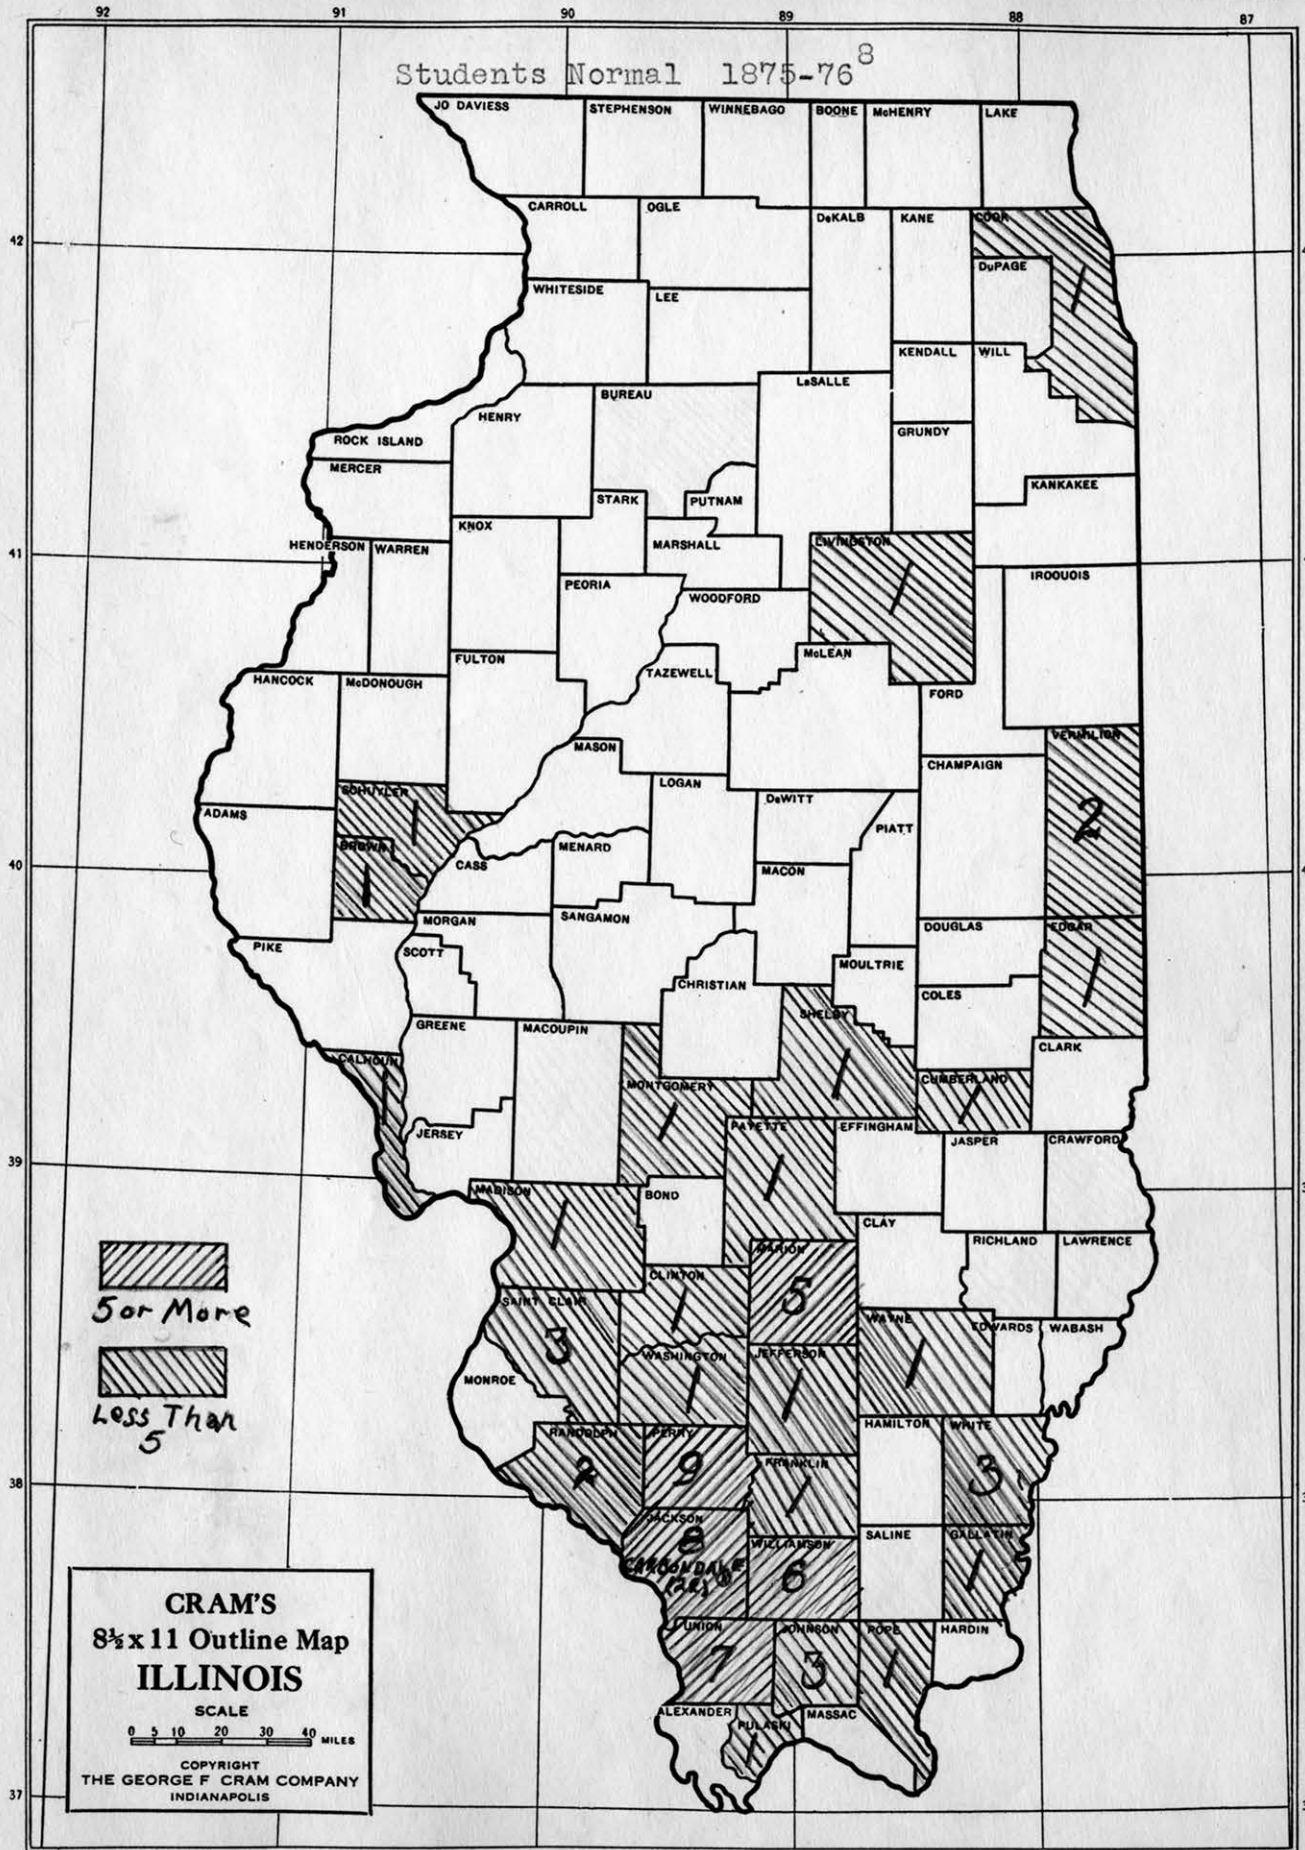 92 91 90 89 88 87
Students Normal 1875-76 8
JO DAVIESS STEPHENSON WINNEBAGO BOONE McHENRY LAKE
CARROLL OGLE DeKALB KANE COOK
42
DuPAGE 1
WHITESIDE LEE
KENDALL WILL
LaSALLE
BUREAU
HENRY
GRUNDY
ROCK ISLAND
MERCER
KANKAKEE
STARK PUTNAM
KNOX
HENDERSON WARREN MARSHALL LIVINGSTON
41
IROQUOIS
PEORIA WOODFORD 1
McLEAN
FULTON
TAZEWELL
HANCOCK McDONOUGH
FORD
VERMILION
MASON
CHAMPAIGN
LOGAN
SCHUYLER DeWITT
ADAMS 1 2
PIATT
BROWN MENARD
40
CASS MACON
1
MORGAN SANGAMON
DOUGLAS EDGAR
PIKE
SCOTT
MOULTRIE 1
CHRISTIAN
COLES
SHELBY
GREENE MACOUPIN
CLARK
CALHOUN
1 MONTGOMERY 1 CUMBERLAND
1 1
FAYETTE EFFINGHAM
JERSEY JASPER CRAWFORD
39
1
MADISON BOND
1
CLAY
MARION RICHLAND LAWRENCE
CLINTON
5
5 or More
SAINT CLAIR 1
3 WAYNE EDWARDS WABASH
WASHINGTON JEFFERSON
1 1 1
MONROE
Less Than
5
HAMILTON WHITE
RANDOLPH PERRY
2 9 FRANKLIN 3
1
38
JACKSON
8 WILLIAMSON SALINE GALLATIN
CARBONDALE 6 1
UNION JOHNSON POPE HARDIN
7 3 1
ALEXANDER MASSAC
PULASKI
1
37
CRAM'S
8½ x 11 Outline Map
ILLINOIS
SCALE
0 5 10 20 30 40 MILES
COPYRIGHT
THE GEORGE F CRAM COMPANY
INDIANAPOLIS